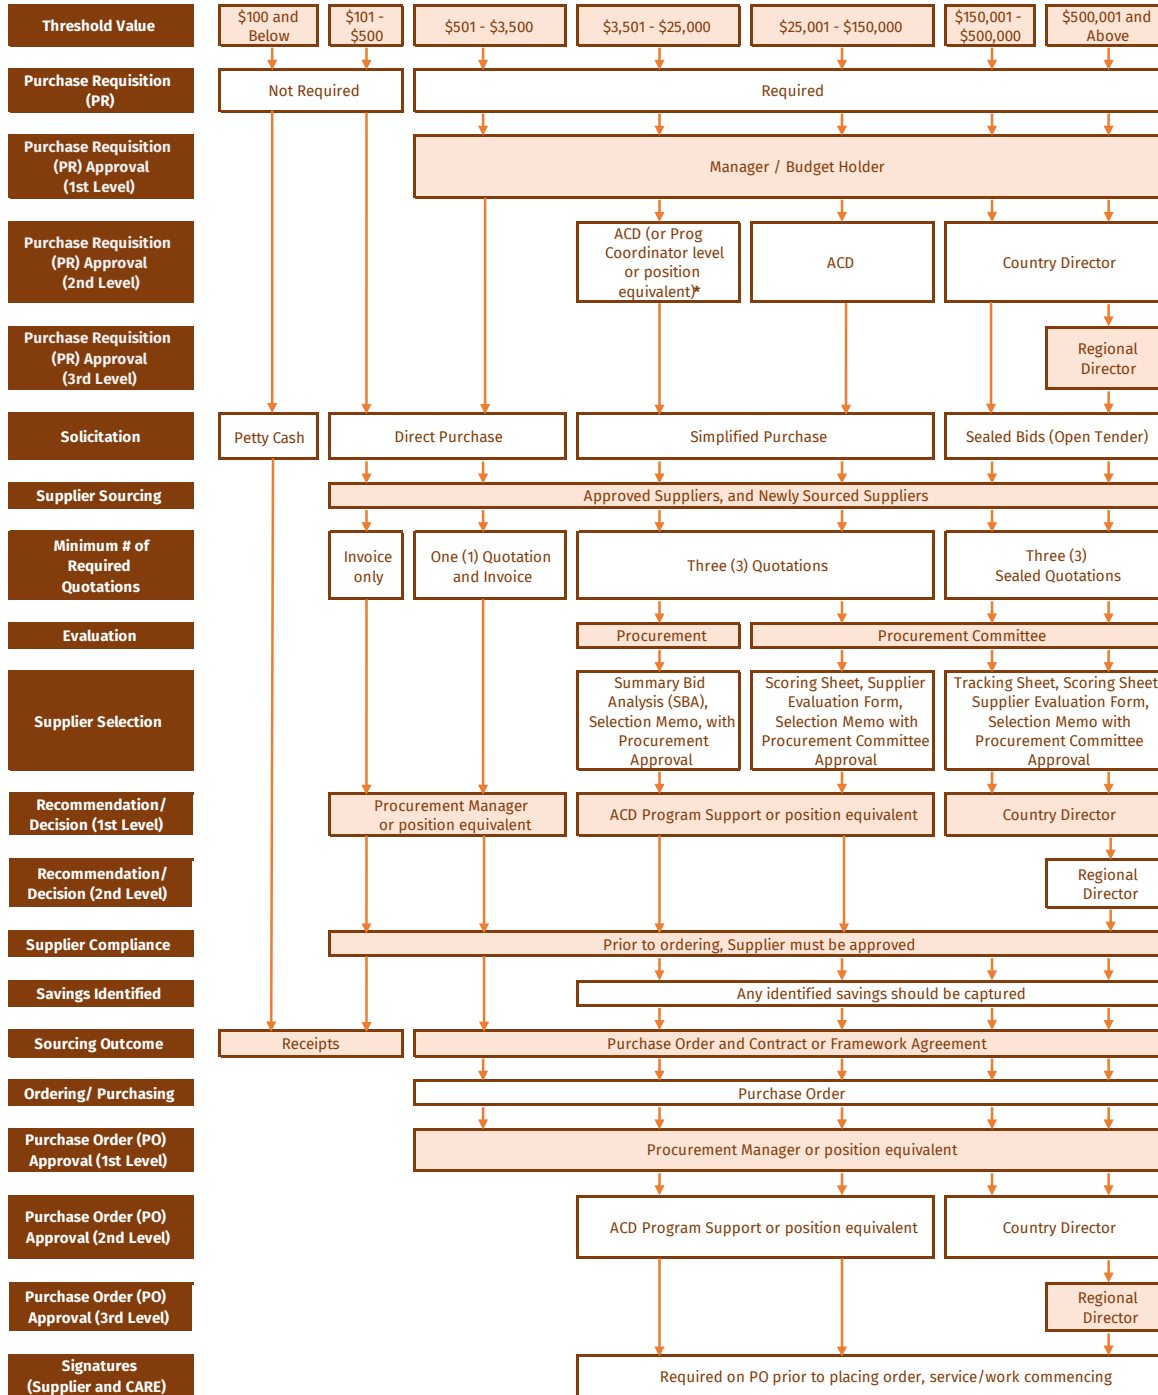 Threshold Value
$100 and
Below
$101 -
$500
$501 - $3,500
$3,501 - $25,000
$25,001 - $150,000
$150,001 -
$500,000
$500,001 and
Above
Purchase Requisition
(PR)
Not Required
Required
Purchase Requisition
(PR) Approval
(1st Level)
Manager / Budget Holder
Purchase Requisition
(PR) Approval
(2nd Level)
ACD (or Prog
Coordinator level
or position
equivalent)*
ACD
Country Director
Purchase Requisition
(PR) Approval
(3rd Level)
Regional
Director
Solicitation
Petty Cash
Direct Purchase
Simplified Purchase
Sealed Bids (Open Tender)
Supplier Sourcing
Approved Suppliers, and Newly Sourced Suppliers
Minimum # of
Required
Quotations
Invoice
only
One (1) Quotation
and Invoice
Three (3) Quotations
Three (3)
Sealed Quotations
Evaluation
Procurement
Procurement Committee
Supplier Selection
Summary Bid
Analysis (SBA),
Selection Memo, with
Procurement
Approval
Scoring Sheet, Supplier
Evaluation Form,
Selection Memo with
Procurement Committee
Approval
Tracking Sheet, Scoring Sheet
Supplier Evaluation Form,
Selection Memo with
Procurement Committee
Approval
Recommendation/
Decision (1st Level)
Procurement Manager
or position equivalent
ACD Program Support or position equivalent
Country Director
Recommendation/
Decision (2nd Level)
Regional
Director
Supplier Compliance
Prior to ordering, Supplier must be approved
Savings Identified
Any identified savings should be captured
Sourcing Outcome
Receipts
Purchase Order and Contract or Framework Agreement
Ordering/ Purchasing
Purchase Order
Purchase Order (PO)
Approval (1st Level)
Procurement Manager or position equivalent
Purchase Order (PO)
Approval (2nd Level)
ACD Program Support or position equivalent
Country Director
Purchase Order (PO)
Approval (3rd Level)
Regional
Director
Signatures
(Supplier and CARE)
Required on PO prior to placing order, service/work commencing